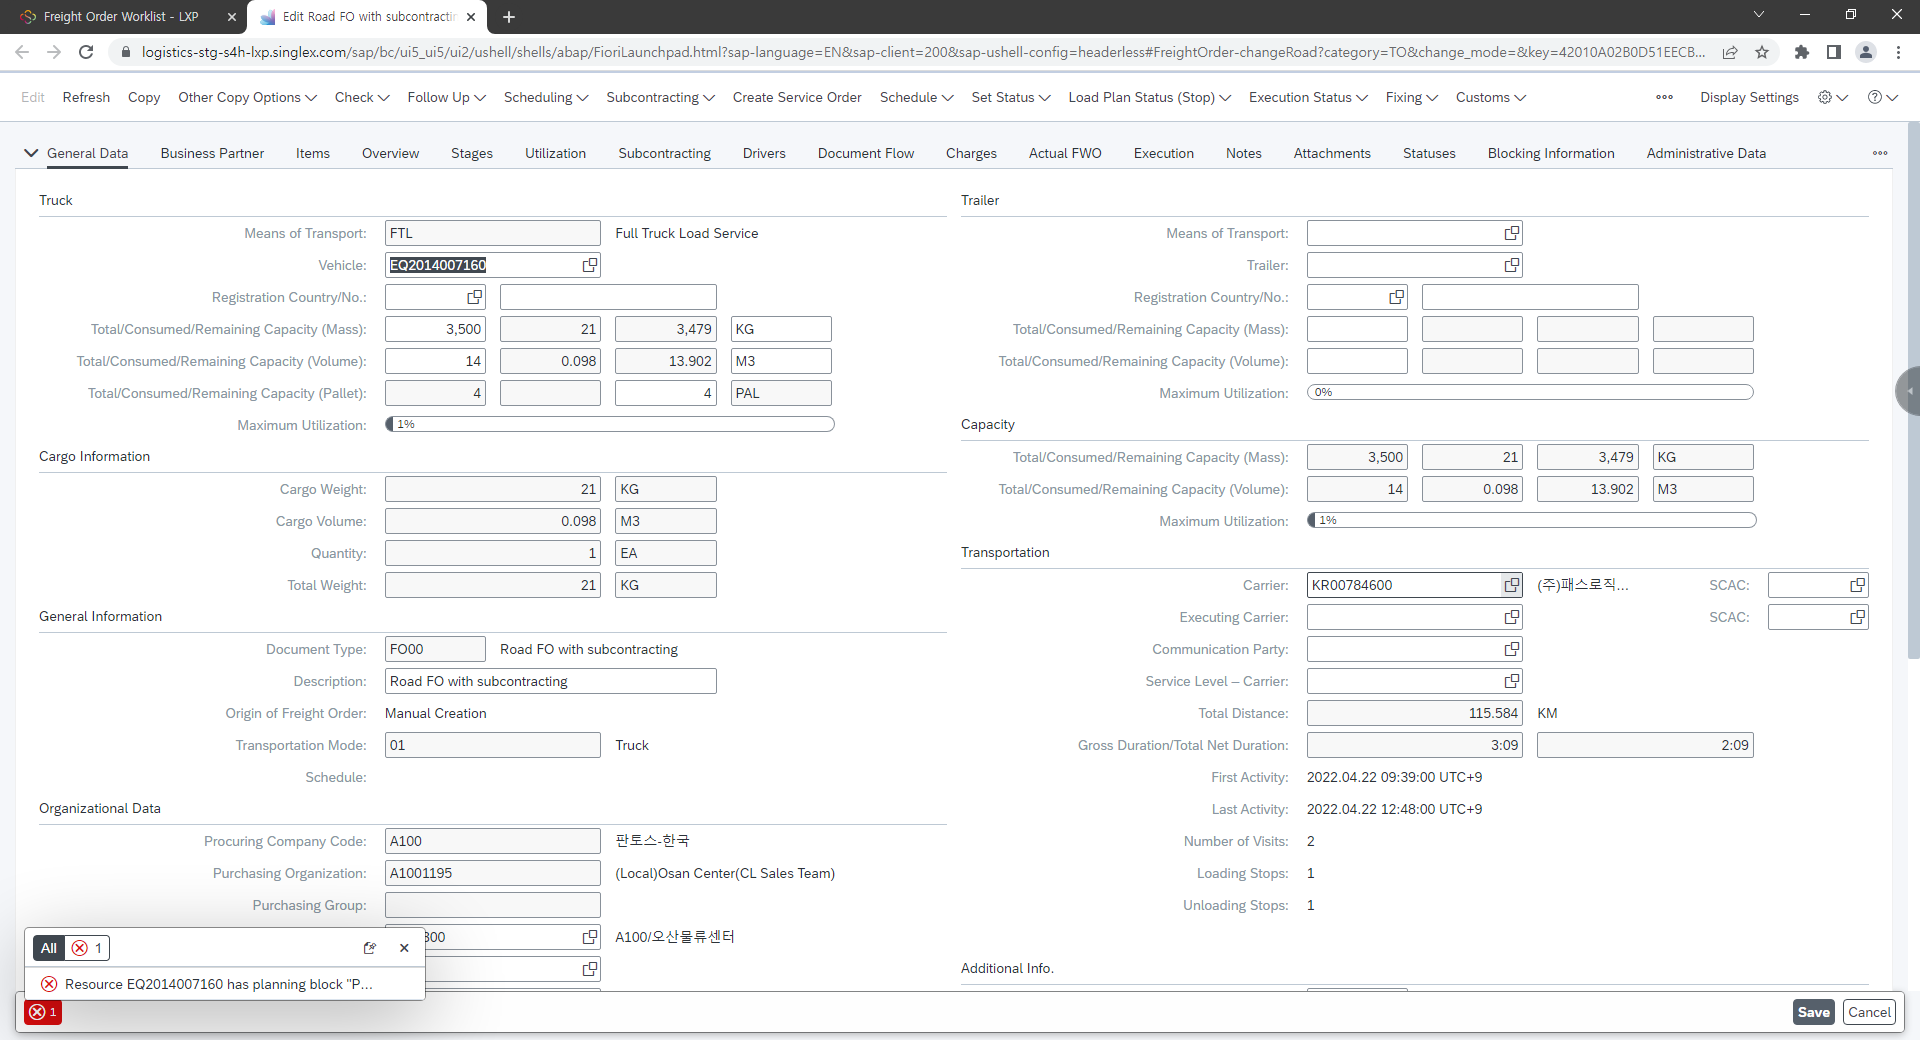 Freight Order Worklist - LXP
Edit Road FO with subcontractin
logistics-stg-s4h-lxp.singlex.com/sap/bc/ui5_ui5/ui2/ushell/shells/abap/FioriLaunchpad.html?sap-language=EN&sap-client=200&sap-ushell-config=headerless#FreightOrder-changeRoad?category=TO&change_mode=&key=42010A02B0D51EECB...
Edit Refresh Copy Other Copy Options Check Follow Up Scheduling Subcontracting Create Service Order Schedule Set Status Load Plan Status (Stop) Execution Status Fixing Customs Display Settings
General Data Business Partner Items Overview Stages Utilization Subcontracting Drivers Document Flow Charges Actual FWO Execution Notes Attachments Statuses Blocking Information Administrative Data
Truck
Means of Transport: FTL Full Truck Load Service
Vehicle: EQ2014007160
Registration Country/No.:
Total/Consumed/Remaining Capacity (Mass): 3,500 21 3,479 KG
Total/Consumed/Remaining Capacity (Volume): 14 0.098 13.902 M3
Total/Consumed/Remaining Capacity (Pallet): 4 4 PAL
Maximum Utilization: 1%
Cargo Information
Cargo Weight: 21 KG
Cargo Volume: 0.098 M3
Quantity: 1 EA
Total Weight: 21 KG
General Information
Document Type: FO00 Road FO with subcontracting
Description: Road FO with subcontracting
Origin of Freight Order: Manual Creation
Transportation Mode: 01 Truck
Schedule:
Organizational Data
Procuring Company Code: A100 판토스-한국
Purchasing Organization: A1001195 (Local)Osan Center(CL Sales Team)
Purchasing Group:
300 A100/오산물류센터
Trailer
Means of Transport:
Trailer:
Registration Country/No.:
Total/Consumed/Remaining Capacity (Mass):
Total/Consumed/Remaining Capacity (Volume):
Maximum Utilization: 0%
Capacity
Total/Consumed/Remaining Capacity (Mass): 3,500 21 3,479 KG
Total/Consumed/Remaining Capacity (Volume): 14 0.098 13.902 M3
Maximum Utilization: 1%
Transportation
Carrier: KR00784600 (주)패스로직... SCAC:
Executing Carrier: SCAC:
Communication Party:
Service Level – Carrier:
Total Distance: 115.584 KM
Gross Duration/Total Net Duration: 3:09 2:09
First Activity: 2022.04.22 09:39:00 UTC+9
Last Activity: 2022.04.22 12:48:00 UTC+9
Number of Visits: 2
Loading Stops: 1
Unloading Stops: 1
Additional Info.
All 1
Resource EQ2014007160 has planning block "P...
1
Save Cancel